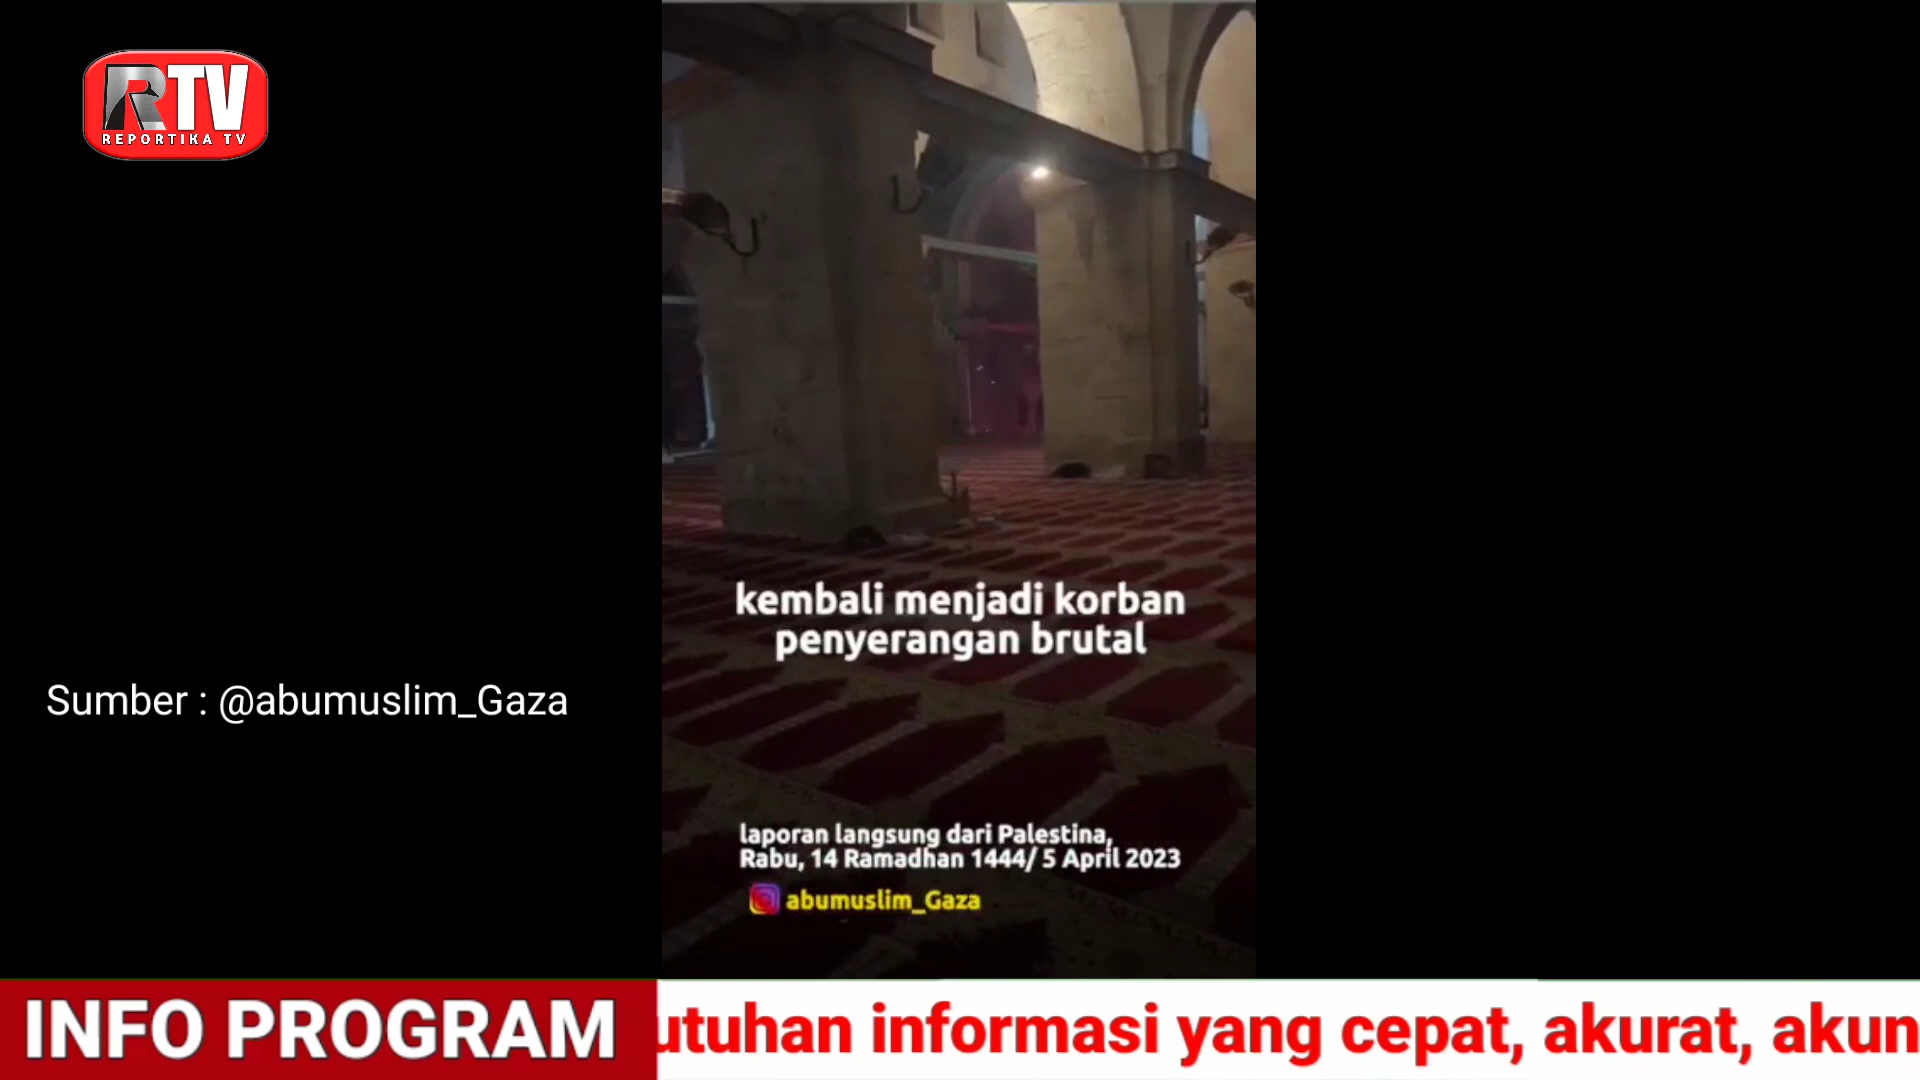 RTV
REPORTIKA TV
kembali menjadi korban
penyerangan brutal
Sumber : @abumuslim_Gaza
laporan langsung dari Palestina,
Rabu, 14 Ramadhan 1444/ 5 April 2023
abumuslim_Gaza
INFO PROGRAM
utuhan informasi yang cepat, akurat, akun